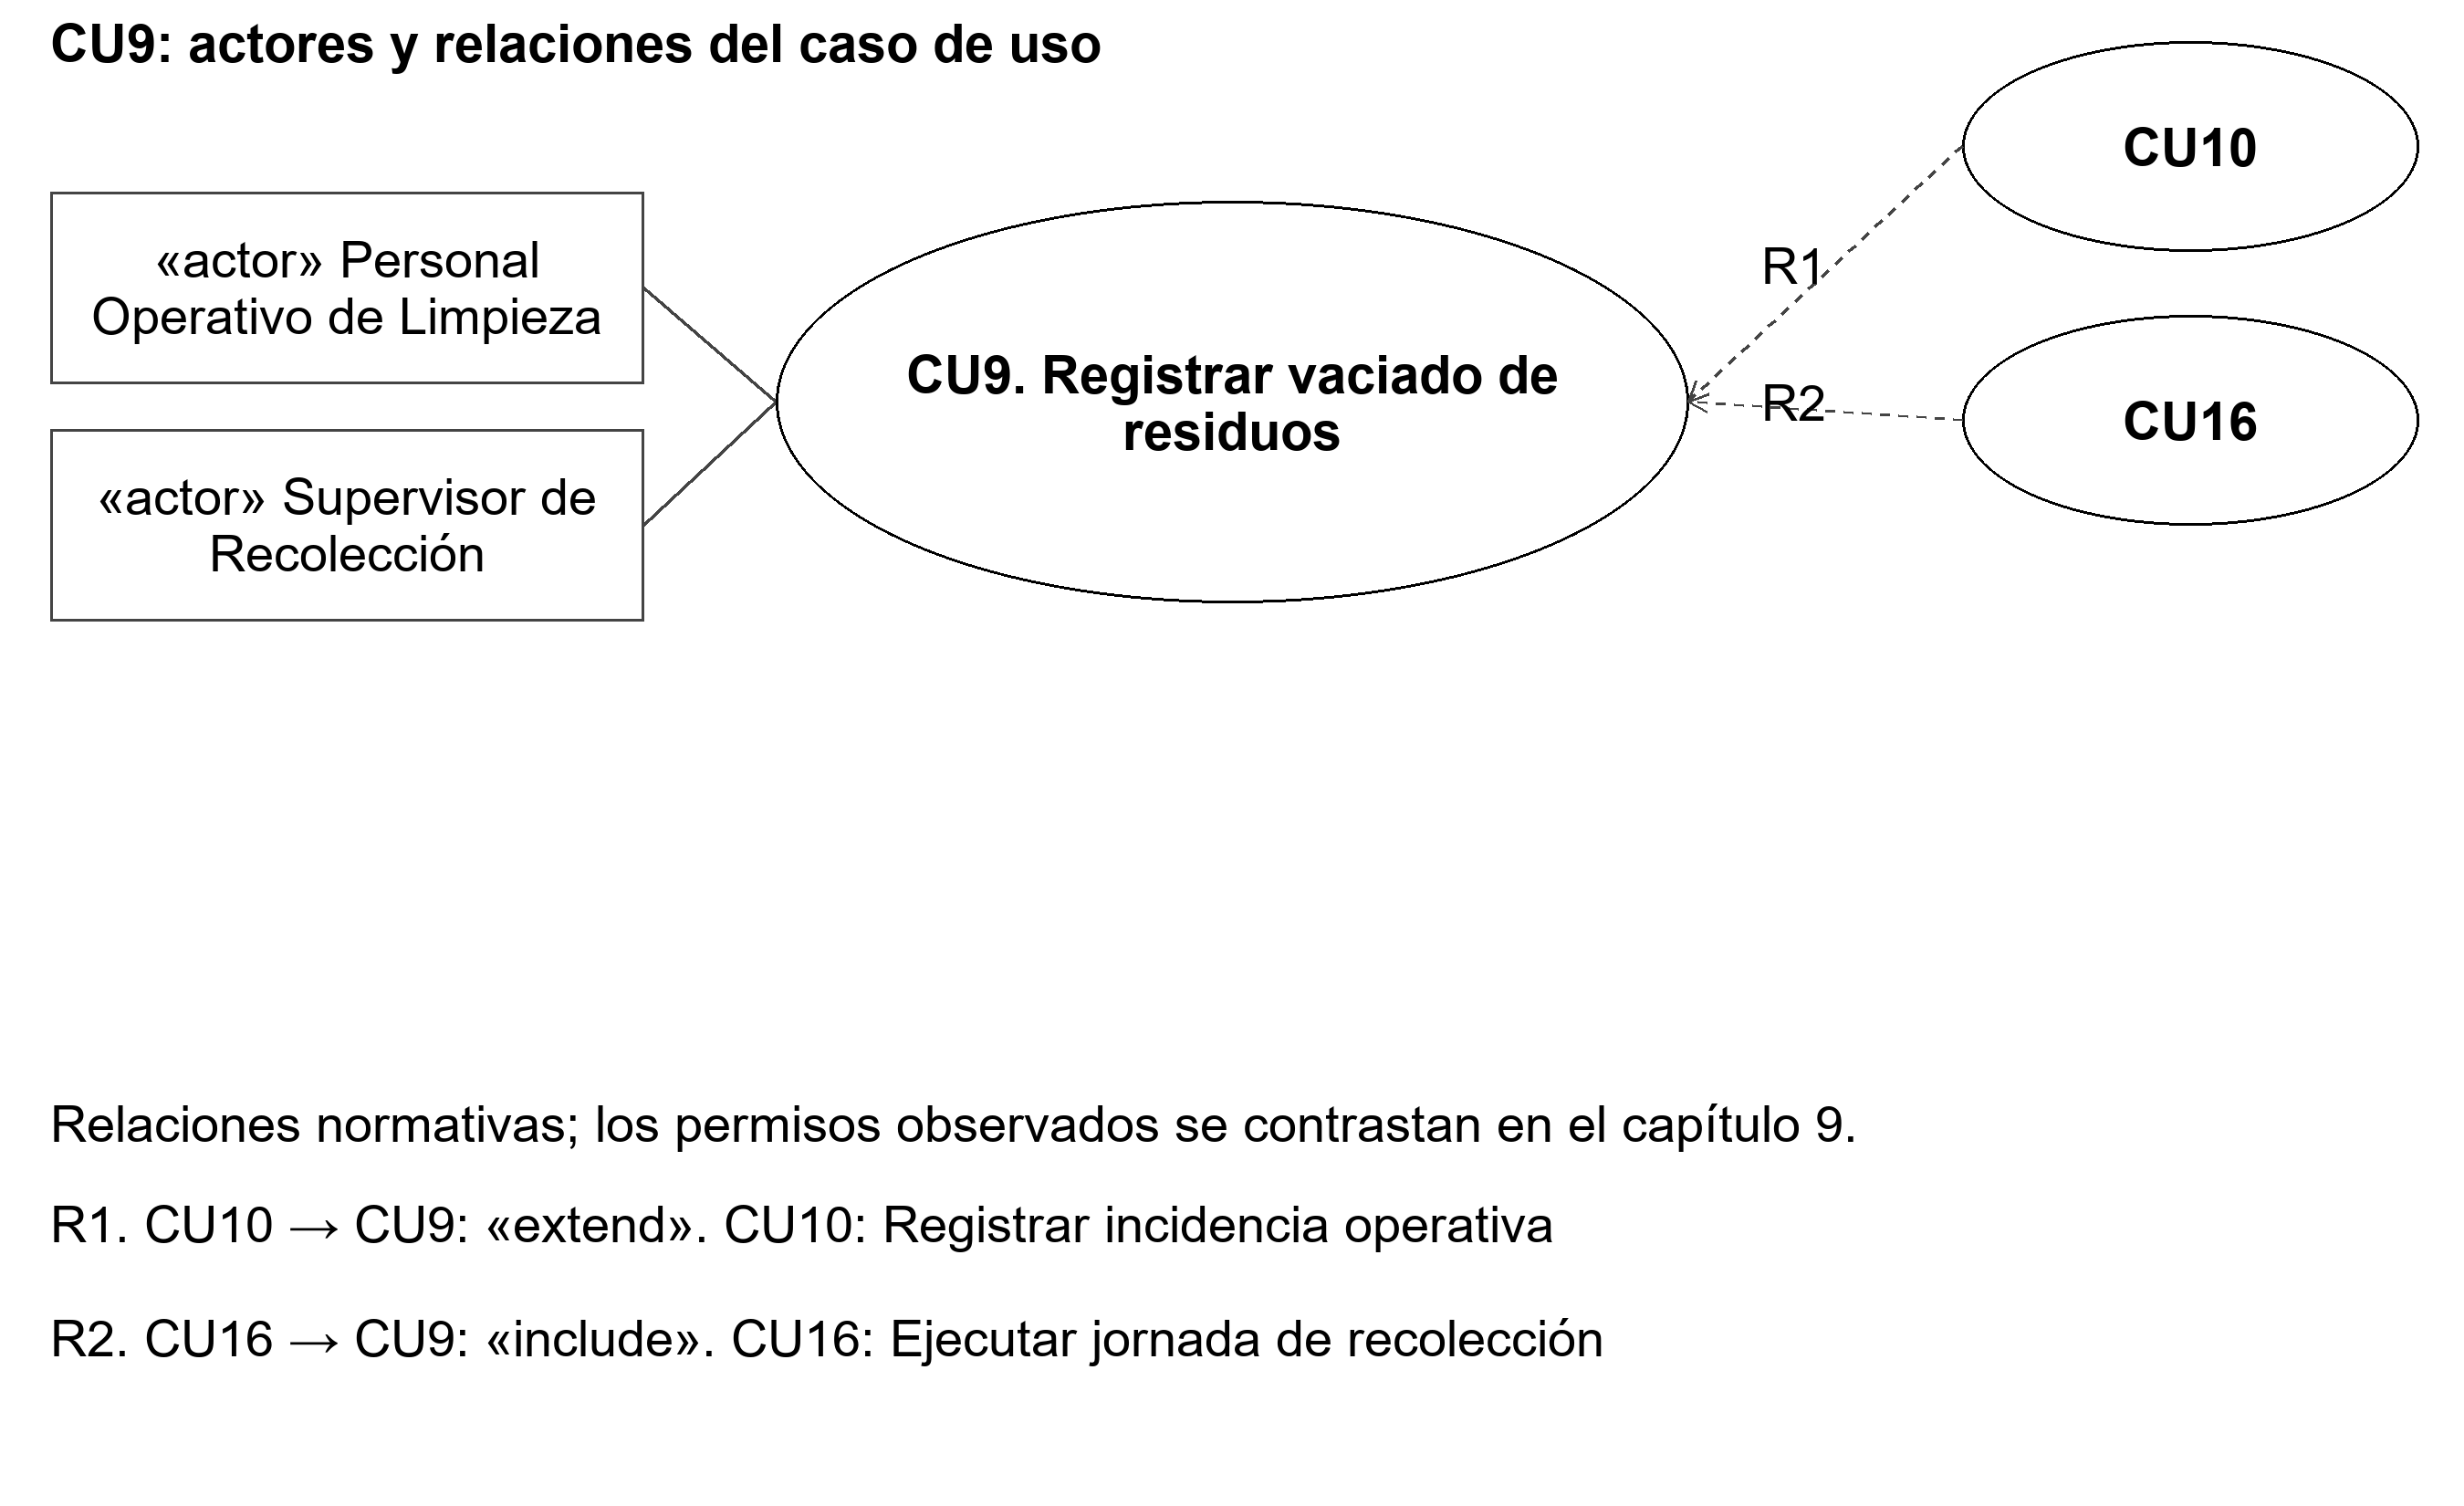 CU9: actores y relaciones del caso de uso
CU10
«actor» Personal
Operativo de Limpieza
R1
CU9. Registrar vaciado de
residuos
R2
CU16
«actor» Supervisor de
Recolección
Relaciones normativas; los permisos observados se contrastan en el capítulo 9.
R1. CU10 → CU9: «extend». CU10: Registrar incidencia operativa
R2. CU16 → CU9: «include». CU16: Ejecutar jornada de recolección